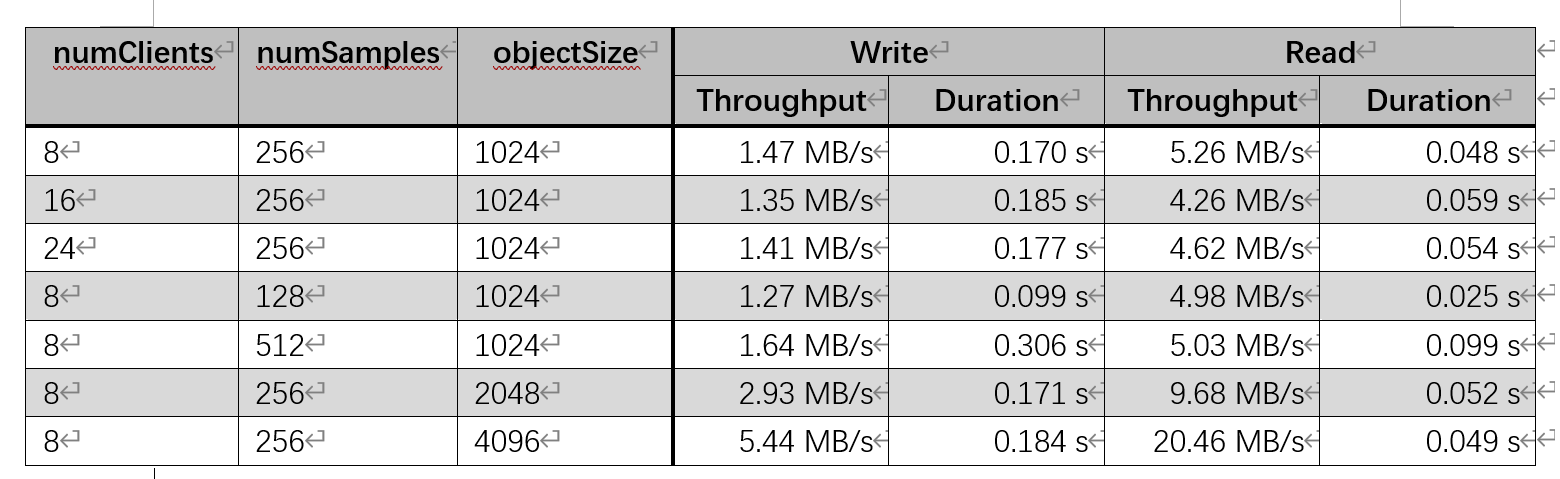 numClients numSamples objectSize Write Read
Throughput Duration Throughput Duration
8 256 1024 1.47 MB/s 0.170 s 5.26 MB/s 0.048 s
16 256 1024 1.35 MB/s 0.185 s 4.26 MB/s 0.059 s
24 256 1024 1.41 MB/s 0.177 s 4.62 MB/s 0.054 s
8 128 1024 1.27 MB/s 0.099 s 4.98 MB/s 0.025 s
8 512 1024 1.64 MB/s 0.306 s 5.03 MB/s 0.099 s
8 256 2048 2.93 MB/s 0.171 s 9.68 MB/s 0.052 s
8 256 4096 5.44 MB/s 0.184 s 20.46 MB/s 0.049 s